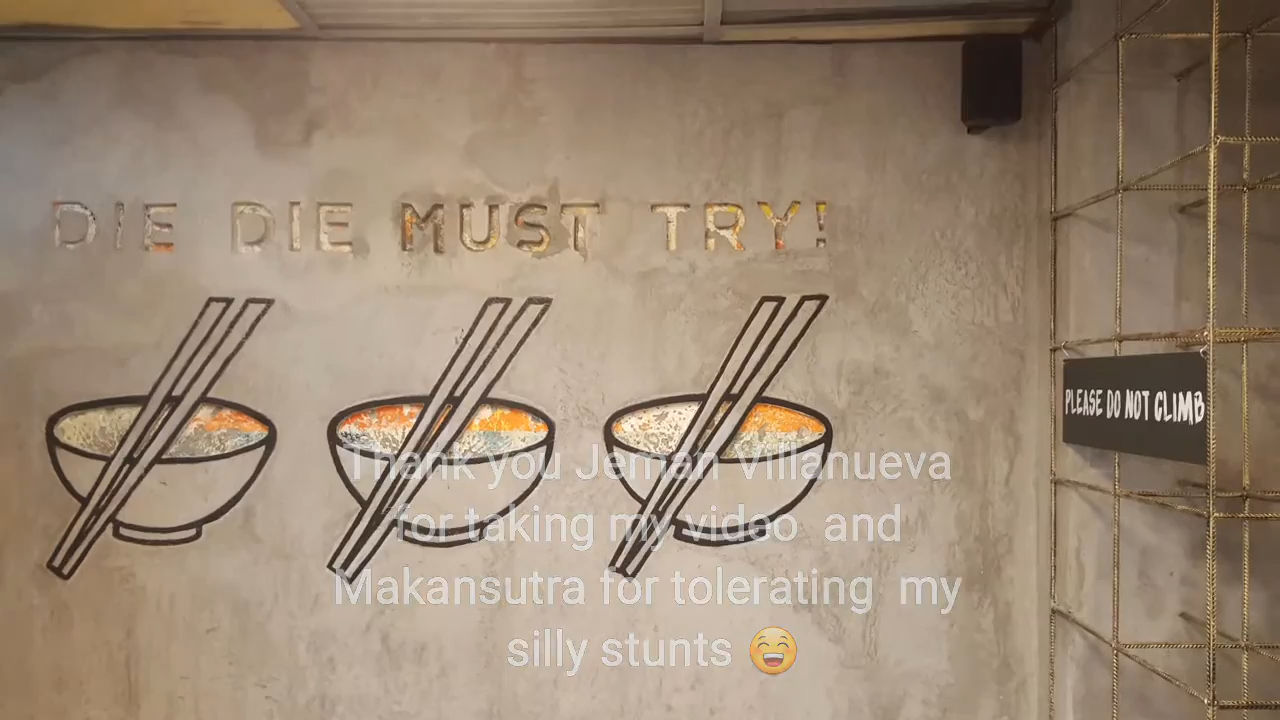 DIE DIE MUST TRY!
PLEASE DO NOT CLIMB
Thank you Jeman Villanueva
for taking my video and
Makansutra for tolerating my
silly stunts 😁